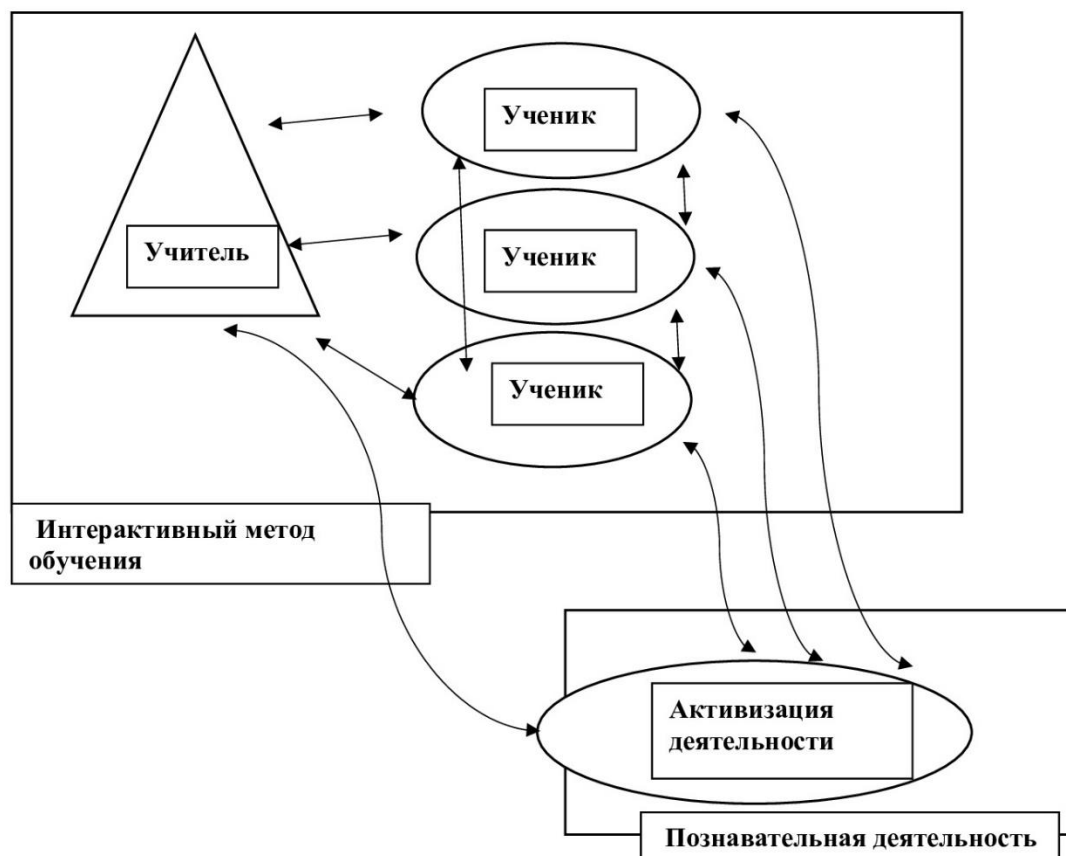 Ученик
Учитель
Ученик
Ученик
Интерактивный метод
обучения
Активизация
деятельности
Познавательная деятельность